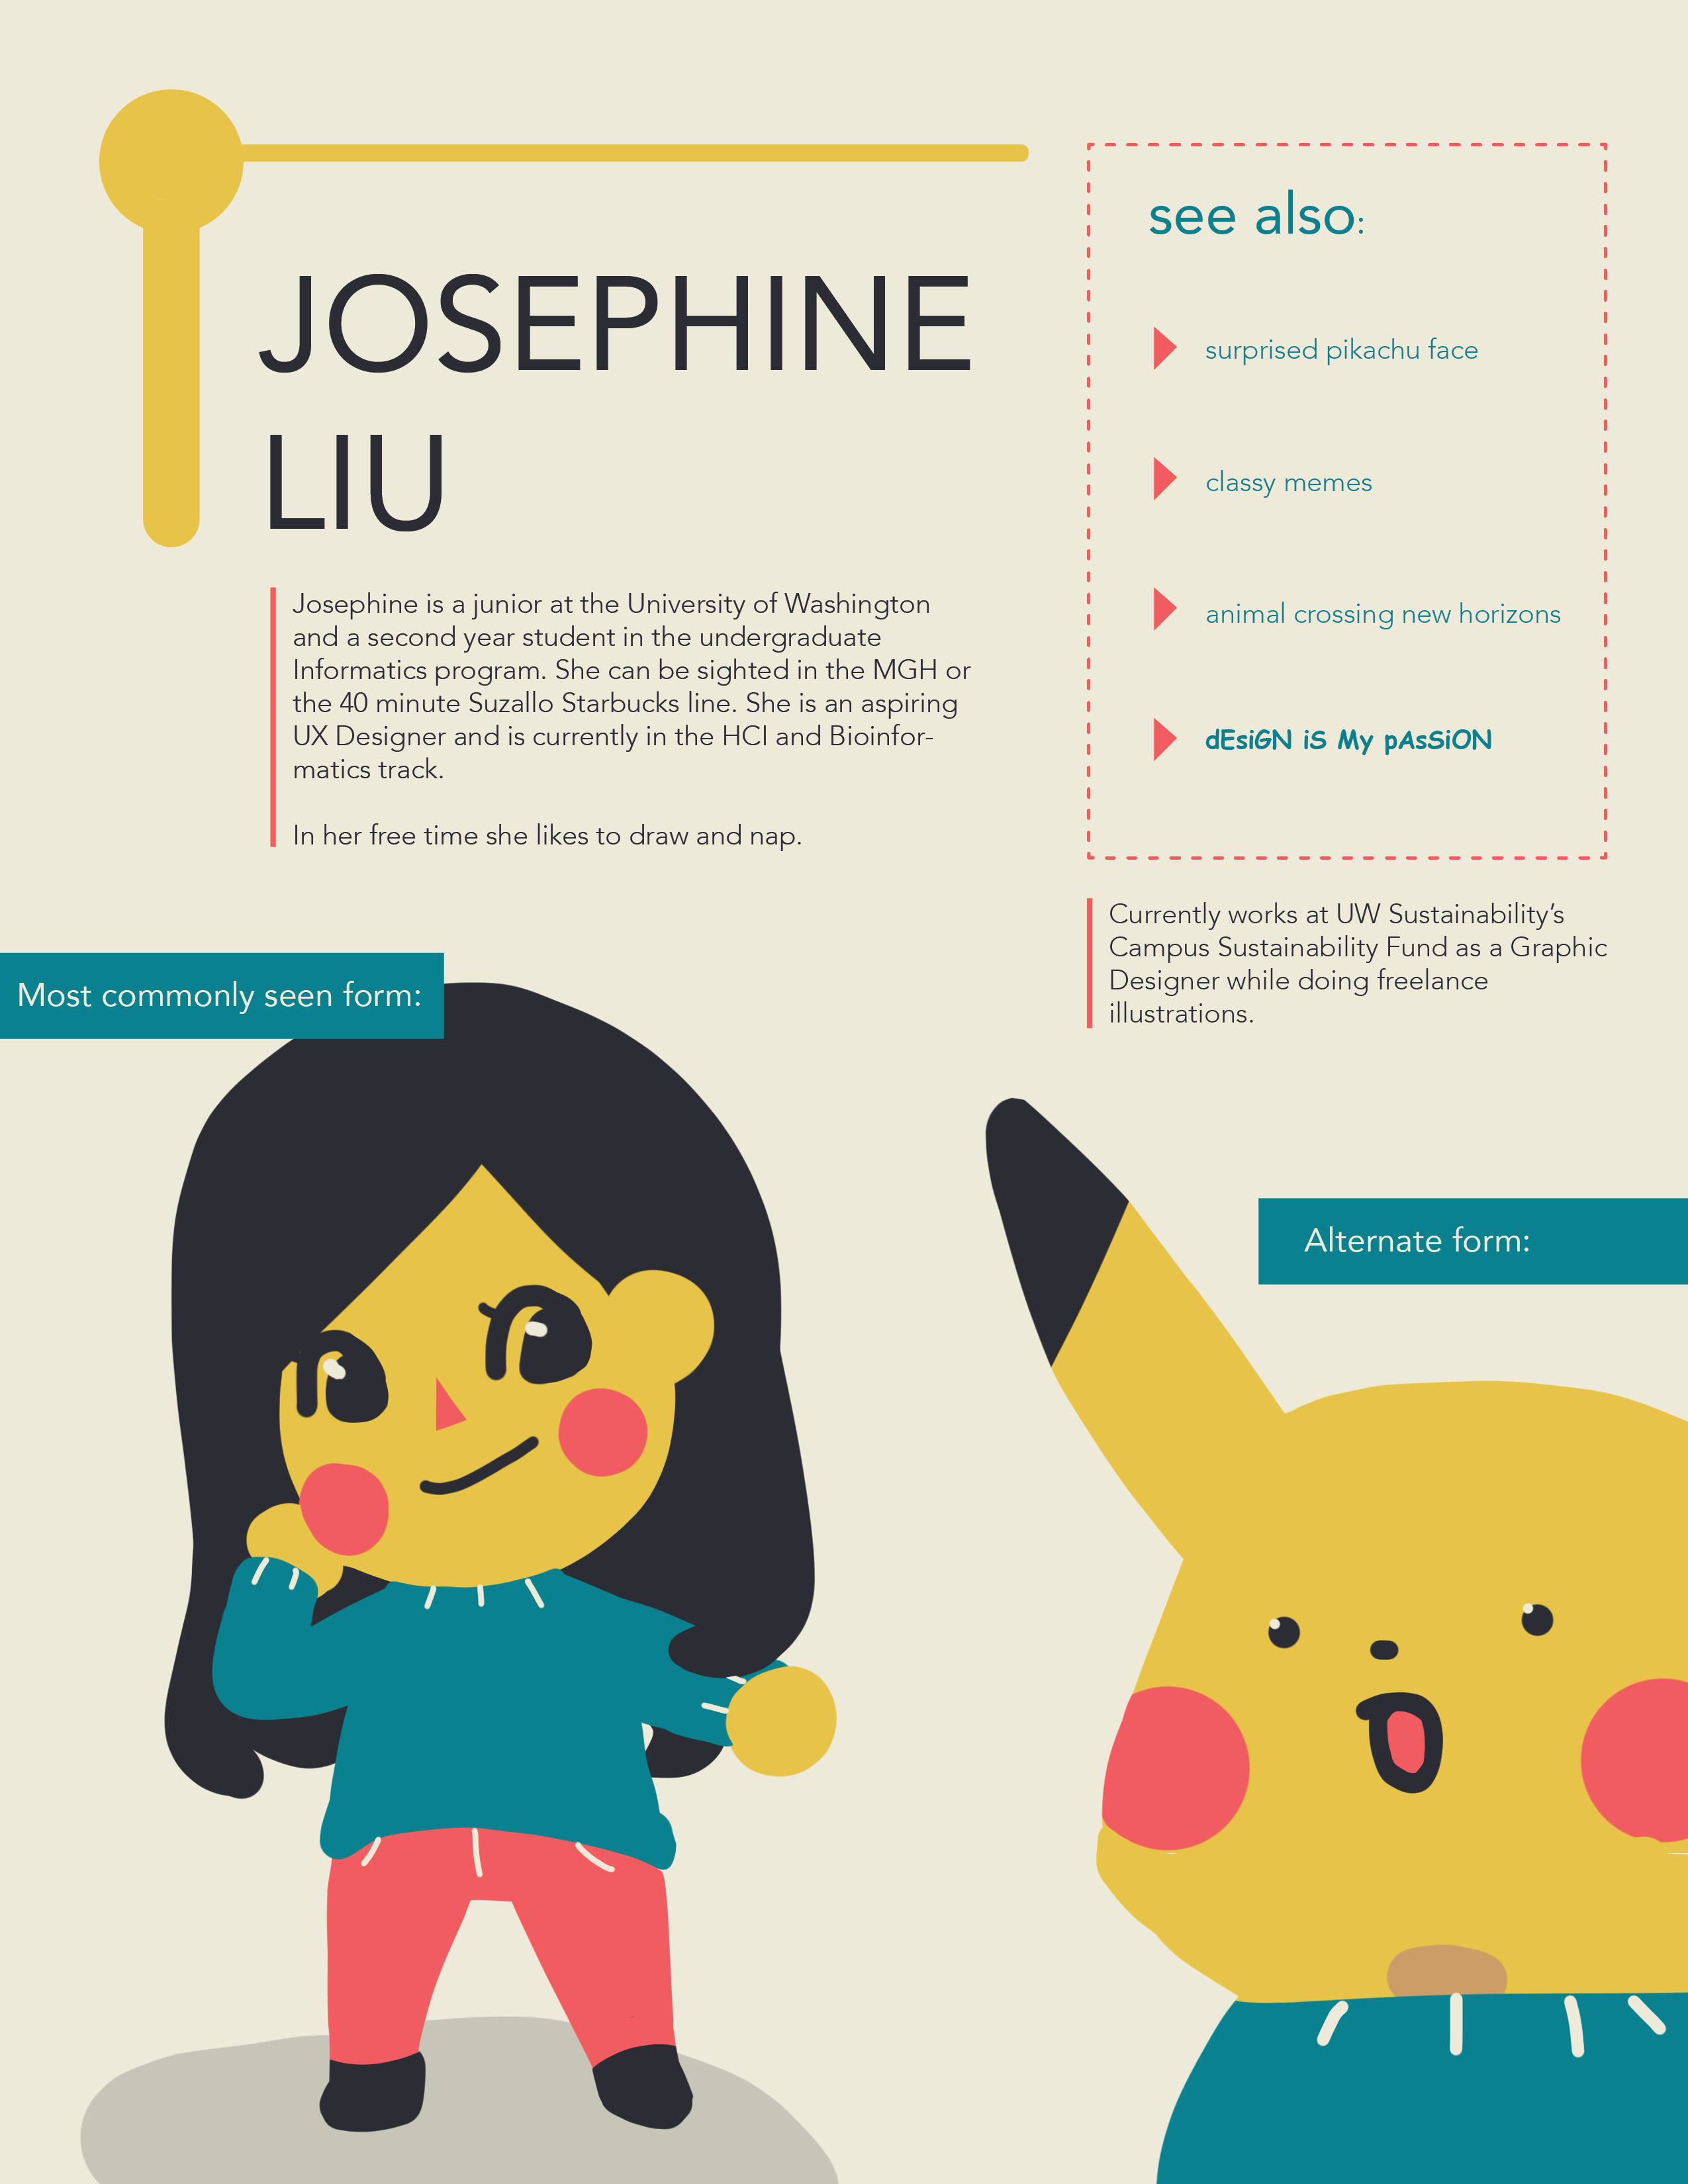 JOSEPHINE
LIU
Josephine is a junior at the University of Washington
and a second year student in the undergraduate
Informatics program. She can be sighted in the MGH or
the 40 minute Suzallo Starbucks line. She is an aspiring
UX Designer and is currently in the HCI and Bioinfor-
matics track.
In her free time she likes to draw and nap.
see also:
surprised pikachu face
classy memes
animal crossing new horizons
dEsiGN iS My pAsSiON
Currently works at UW Sustainability’s
Campus Sustainability Fund as a Graphic
Designer while doing freelance
illustrations.
Most commonly seen form:
Alternate form: